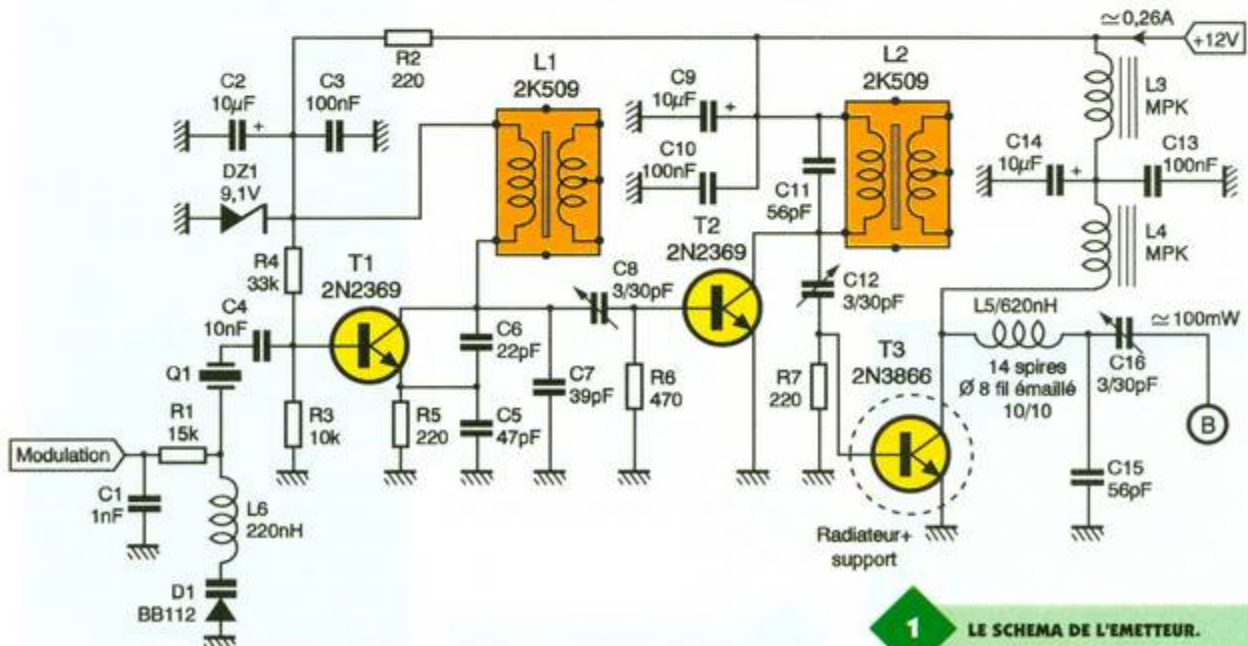 ≃0,26A
+12V
R2
220
L1
2K509
L2
2K509
C2
10µF
+
C3
100nF
C9
10µF
+
L3
MPK
DZ1
9,1V
C10
100nF
C11
56pF
C14
10µF
+
C13
100nF
R4
33k
T1
2N2369
T2
2N2369
L4
MPK
C4
10nF
C8
3/30pF
C12
3/30pF
L5/620nH
≃100mW
Q1
C6
22pF
T3
2N3866
14 spires
Ø 8 fil émaillé
10/10
C16
3/30pF
R1
15k
R3
10k
R5
220
C5
47pF
C7
39pF
R6
470
R7
220
B
Modulation
C1
1nF
L6
220nH
C15
56pF
Radiateur+
support
D1
BB112
1
LE SCHEMA DE L'EMETTEUR.